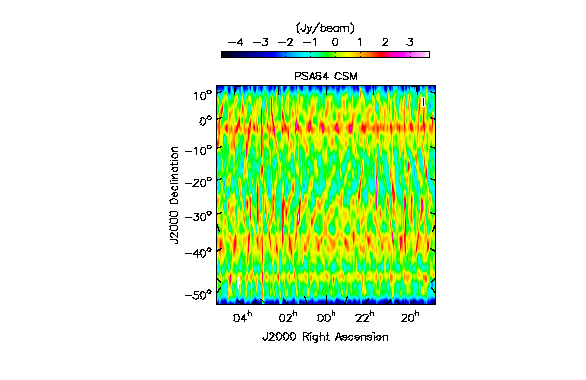 (Jy/beam)
−4 −3 −2 −1 0 1 2 3
PSA64 CSM
10°
0°
−10°
−20°
−30°
−40°
−50°
J2000 Declination
04h 02h 00h 22h 20h
J2000 Right Ascension